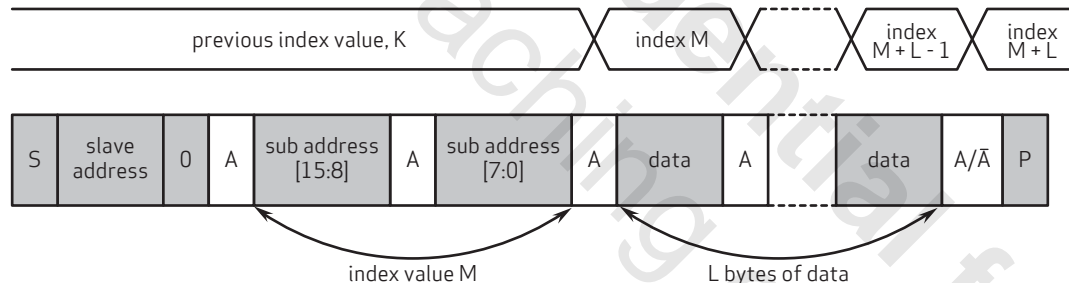 previous index value, K
index M
index
M + L - 1
index
M + L
S
slave
address
0
A
sub address
[15:8]
A
sub address
[7:0]
A
data
A
data
A/Ā
P
index value M
L bytes of data